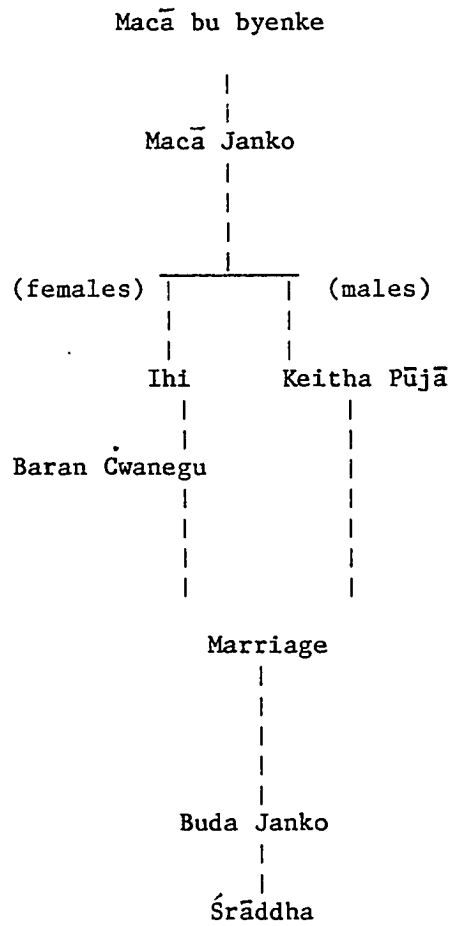 Macā bu byenke
Macā Janko
(females) (males)
Ihi Keitha Pūjā
Baran Ċwanegu
Marriage
Buda Janko
Śrāddha